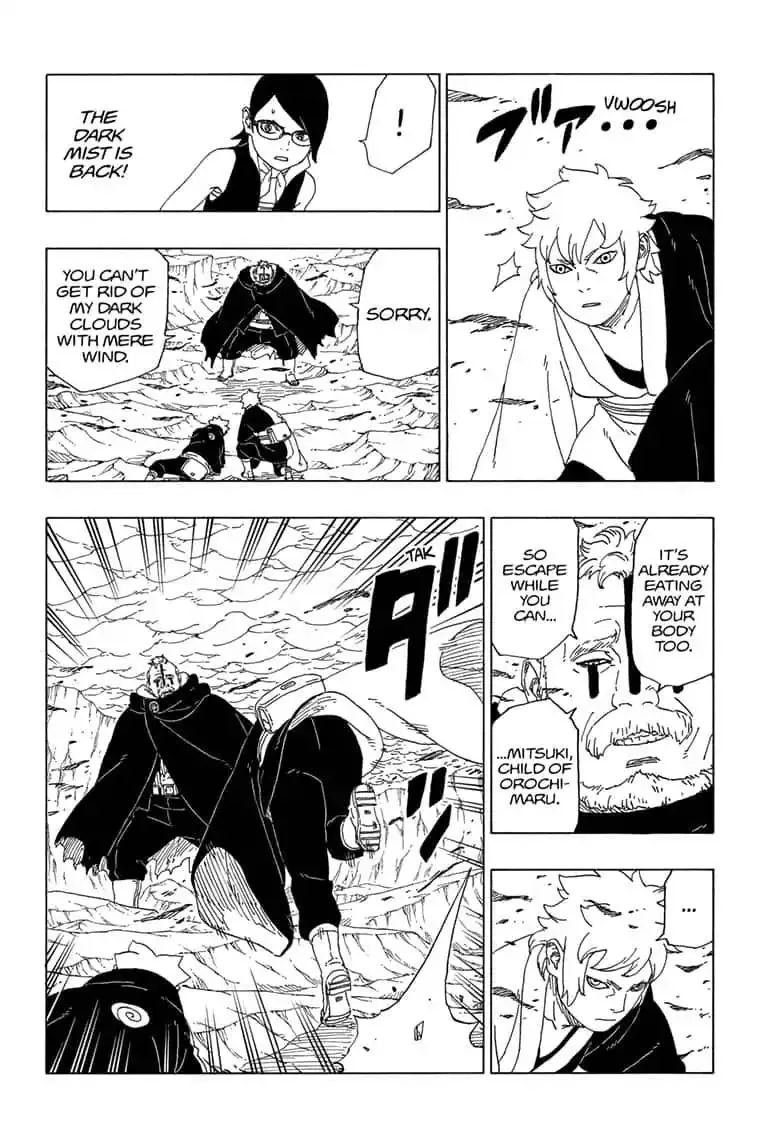 ブァ・・・
VWOOSH
!
THE
DARK
MIST IS
BACK!
SORRY.
YOU CAN'T
GET RID OF
MY DARK
CLOUDS
WITH MERE
WIND.
IT'S
ALREADY
EATING
AWAY AT
YOUR
BODY
TOO.
SO
ESCAPE
WHILE
YOU
CAN...
...MITSUKI,
CHILD OF
OROCHI-
MARU.
...
TAK
ダッ